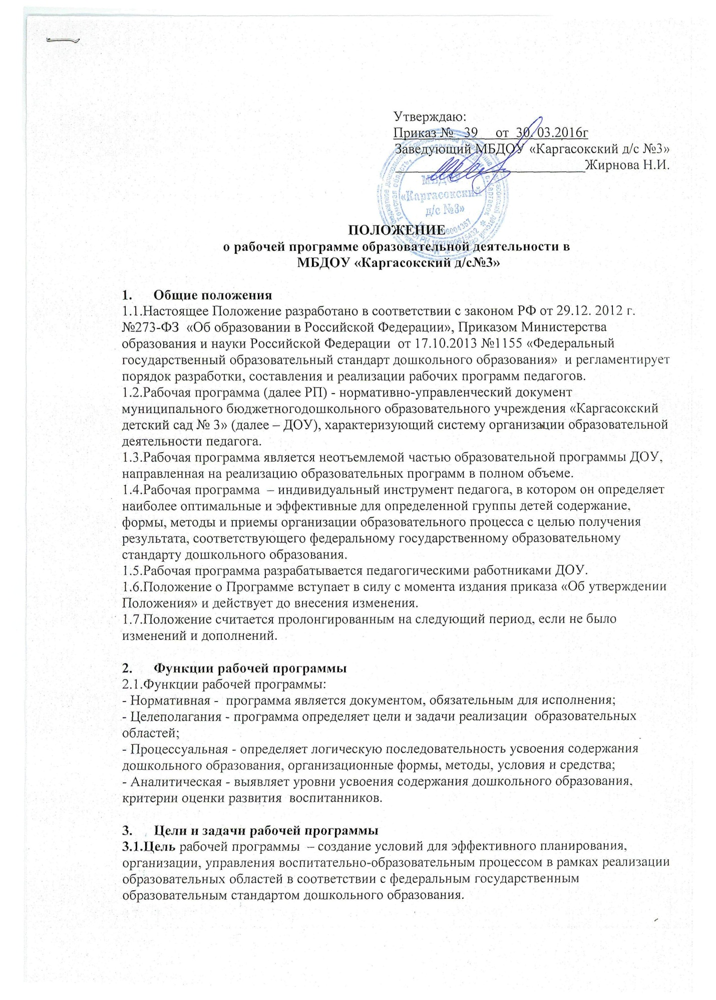 Утверждаю:
Приказ № 39 от 30. 03.2016г
Заведующий МБДОУ «Каргасокский д/с №3»
Жирнова Н.И.
МБДОУ
«Каргасокский
д/с №3»
ПОЛОЖЕНИЕ
о рабочей программе образовательной деятельности в
МБДОУ «Каргасокский д/с№3»
1. Общие положения
1.1.Настоящее Положение разработано в соответствии с законом РФ от 29.12. 2012 г.
№273-ФЗ «Об образовании в Российской Федерации», Приказом Министерства
образования и науки Российской Федерации от 17.10.2013 №1155 «Федеральный
государственный образовательный стандарт дошкольного образования» и регламентирует
порядок разработки, составления и реализации рабочих программ педагогов.
1.2.Рабочая программа (далее РП) - нормативно-управленческий документ
муниципального бюджетногодошкольного образовательного учреждения «Каргасокский
детский сад № 3» (далее – ДОУ), характеризующий систему организации образовательной
деятельности педагога.
1.3.Рабочая программа является неотъемлемой частью образовательной программы ДОУ,
направленная на реализацию образовательных программ в полном объеме.
1.4.Рабочая программа – индивидуальный инструмент педагога, в котором он определяет
наиболее оптимальные и эффективные для определенной группы детей содержание,
формы, методы и приемы организации образовательного процесса с целью получения
результата, соответствующего федеральному государственному образовательному
стандарту дошкольного образования.
1.5.Рабочая программа разрабатывается педагогическими работниками ДОУ.
1.6.Положение о Программе вступает в силу с момента издания приказа «Об утверждении
Положения» и действует до внесения изменения.
1.7.Положение считается пролонгированным на следующий период, если не было
изменений и дополнений.
2. Функции рабочей программы
2.1.Функции рабочей программы:
- Нормативная - программа является документом, обязательным для исполнения;
- Целеполагания - программа определяет цели и задачи реализации образовательных
областей;
- Процессуальная - определяет логическую последовательность усвоения содержания
дошкольного образования, организационные формы, методы, условия и средства;
- Аналитическая - выявляет уровни усвоения содержания дошкольного образования,
критерии оценки развития воспитанников.
3. Цели и задачи рабочей программы
3.1.Цель рабочей программы – создание условий для эффективного планирования,
организации, управления воспитательно-образовательным процессом в рамках реализации
образовательных областей в соответствии с федеральным государственным
образовательным стандартом дошкольного образования.